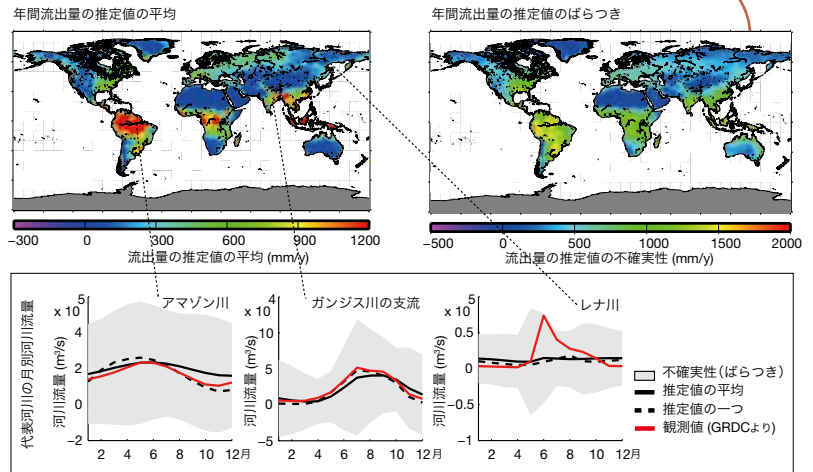 年間流出量の推定値の平均
年間流出量の推定値のばらつき
−300 0 300 600 900 1200
流出量の推定値の平均 (mm/y)
−500 0 500 1000 1500 2000
流出量の推定値の不確実性 (mm/y)
代表河川の月別河川流量
アマゾン川
x 10
5
4
2
0
−2
河川流量 (m³/s)
2 4 6 8 10 12月
ガンジス川の支流
x 10
4
10
5
0
−5
河川流量 (m³/s)
2 4 6 8 10 12月
レナ川
x 10
5
1
0.5
0
−0.5
−1
河川流量 (m³/s)
2 4 6 8 10 12月
不確実性(ばらつき)
推定値の平均
推定値の一つ
観測値 (GRDCより)